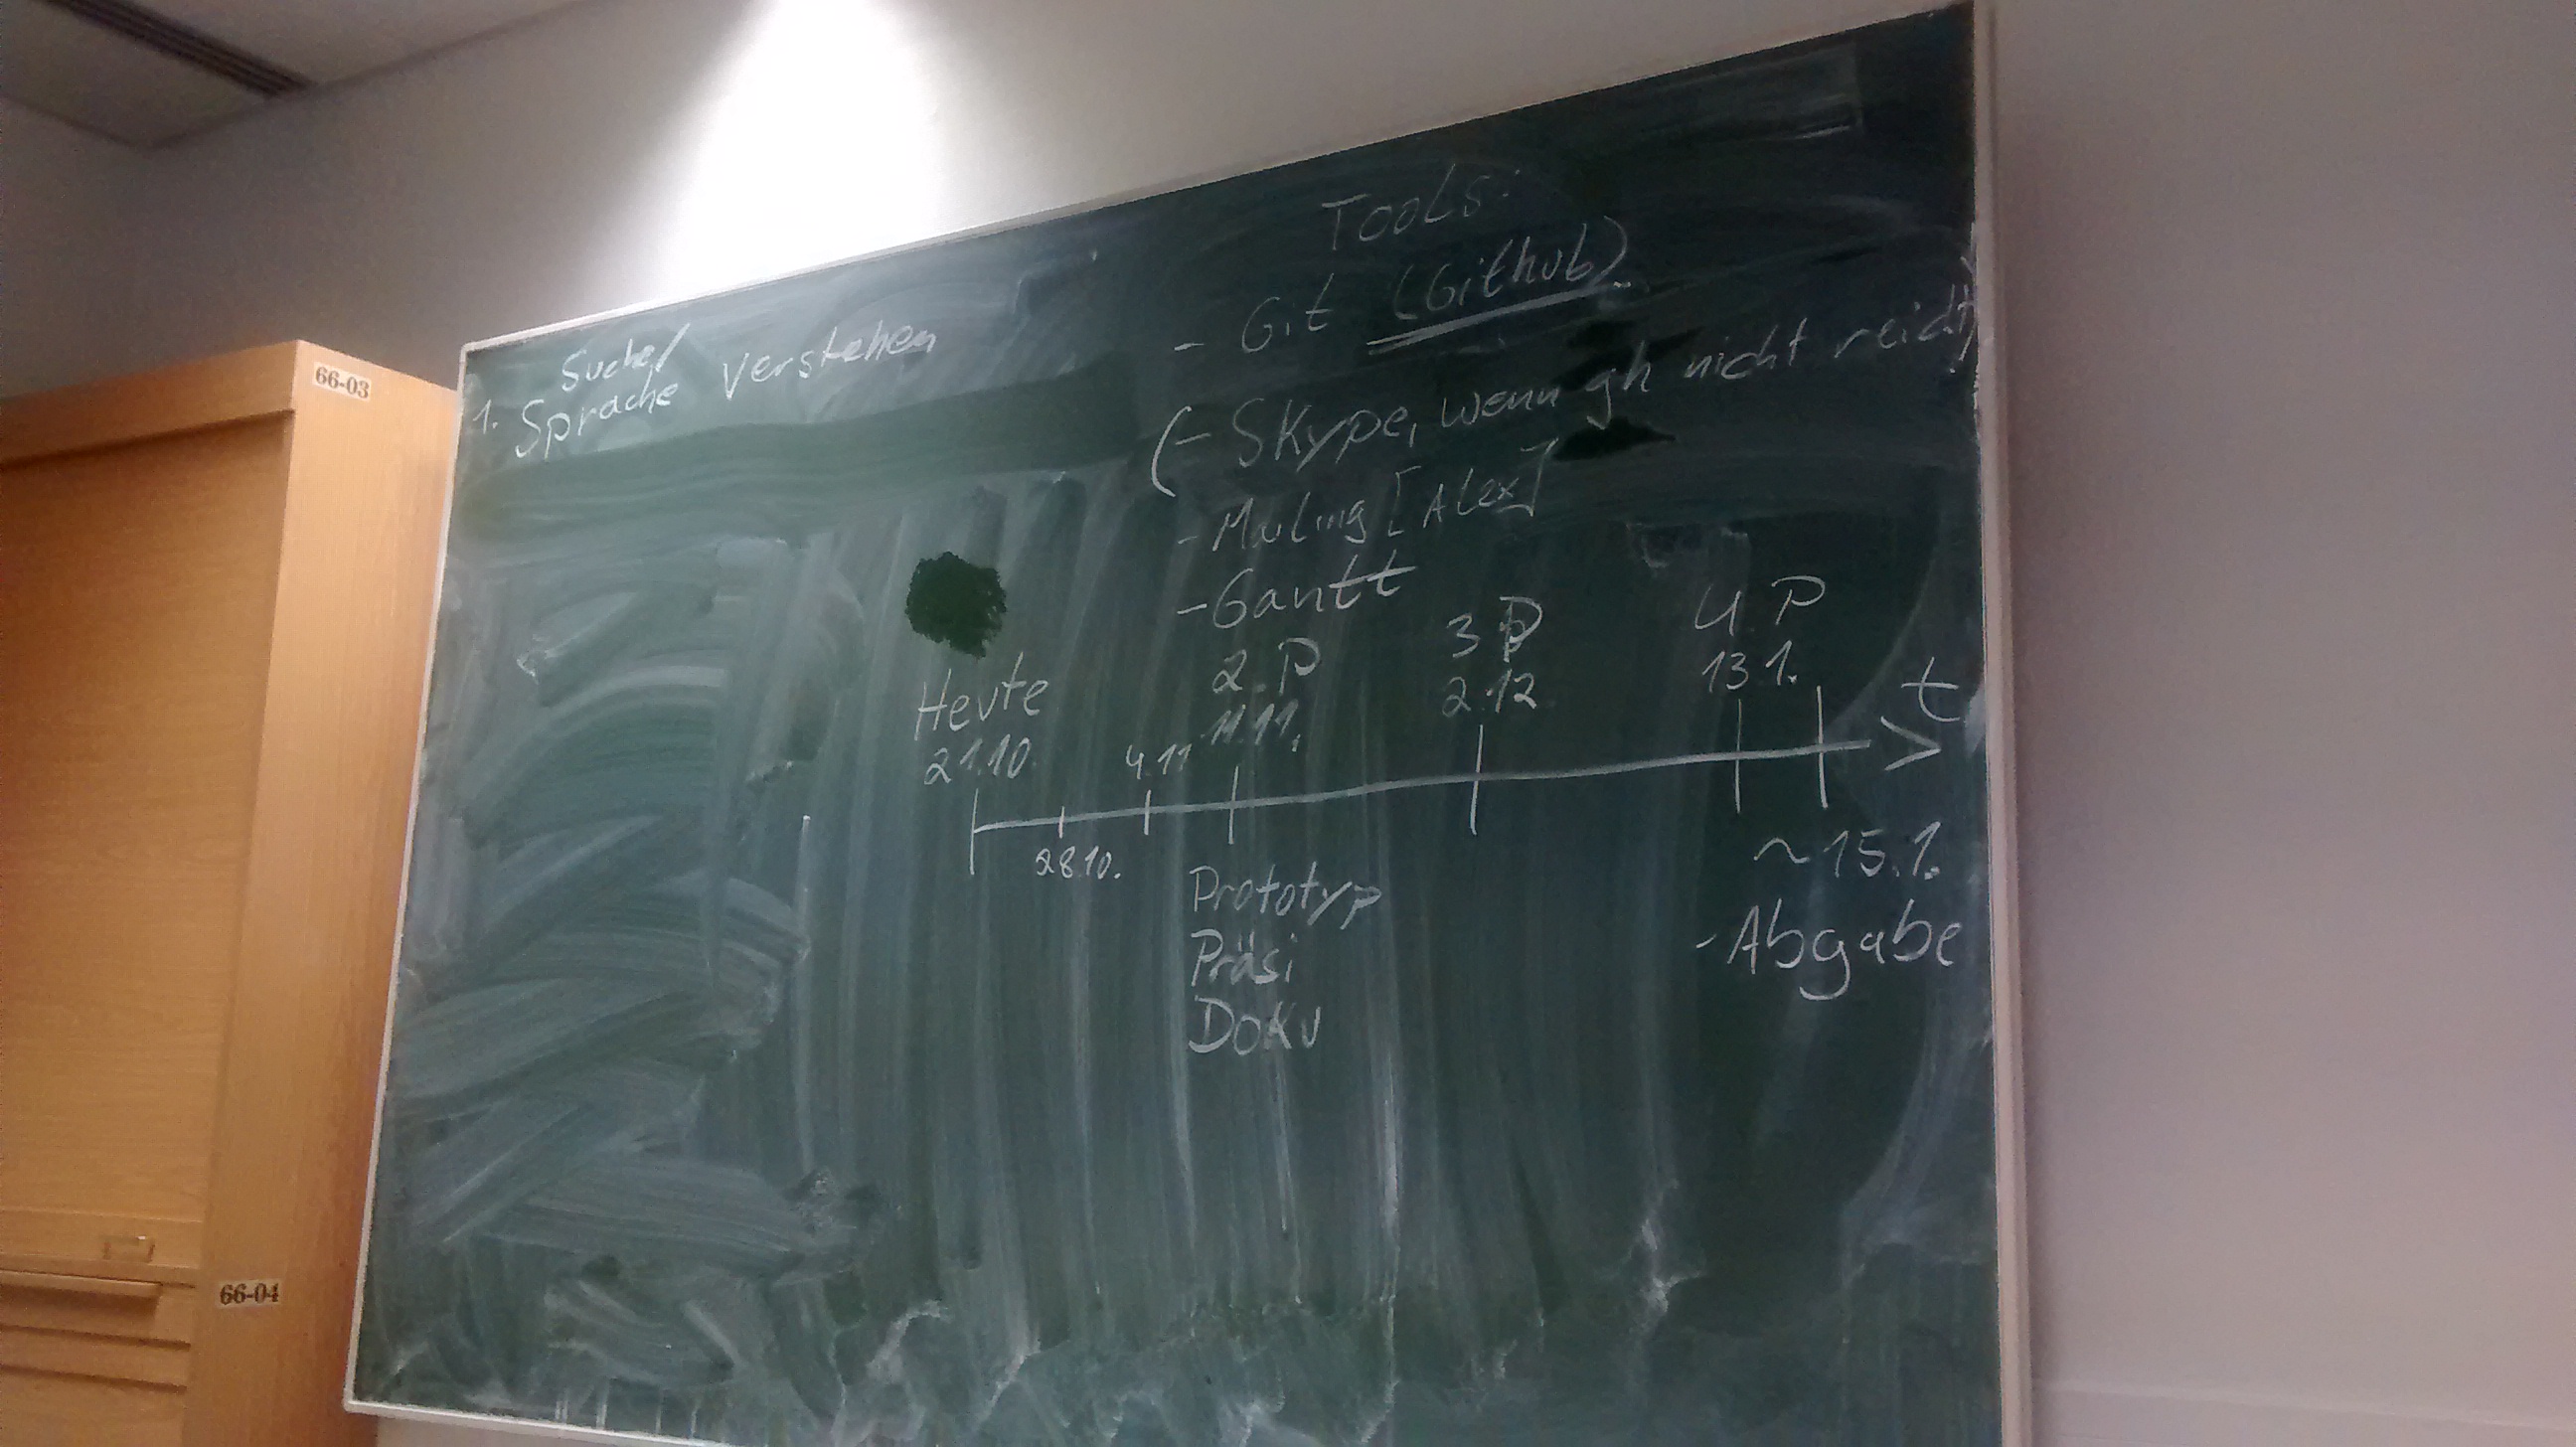 66-03
66-04
Suche/
1. Sprache verstehen
Tools:
- Git (Github)
(- Skype, wenn gh nicht reicht)
- Mailing [Alex]
- Gantt
Heute
21.10.
28.10.
4.11
2. P
11.11.
3 P
2.12
4. P
13.1.
t
Prototyp
Präsi
Doku
~15.1.
- Abgabe